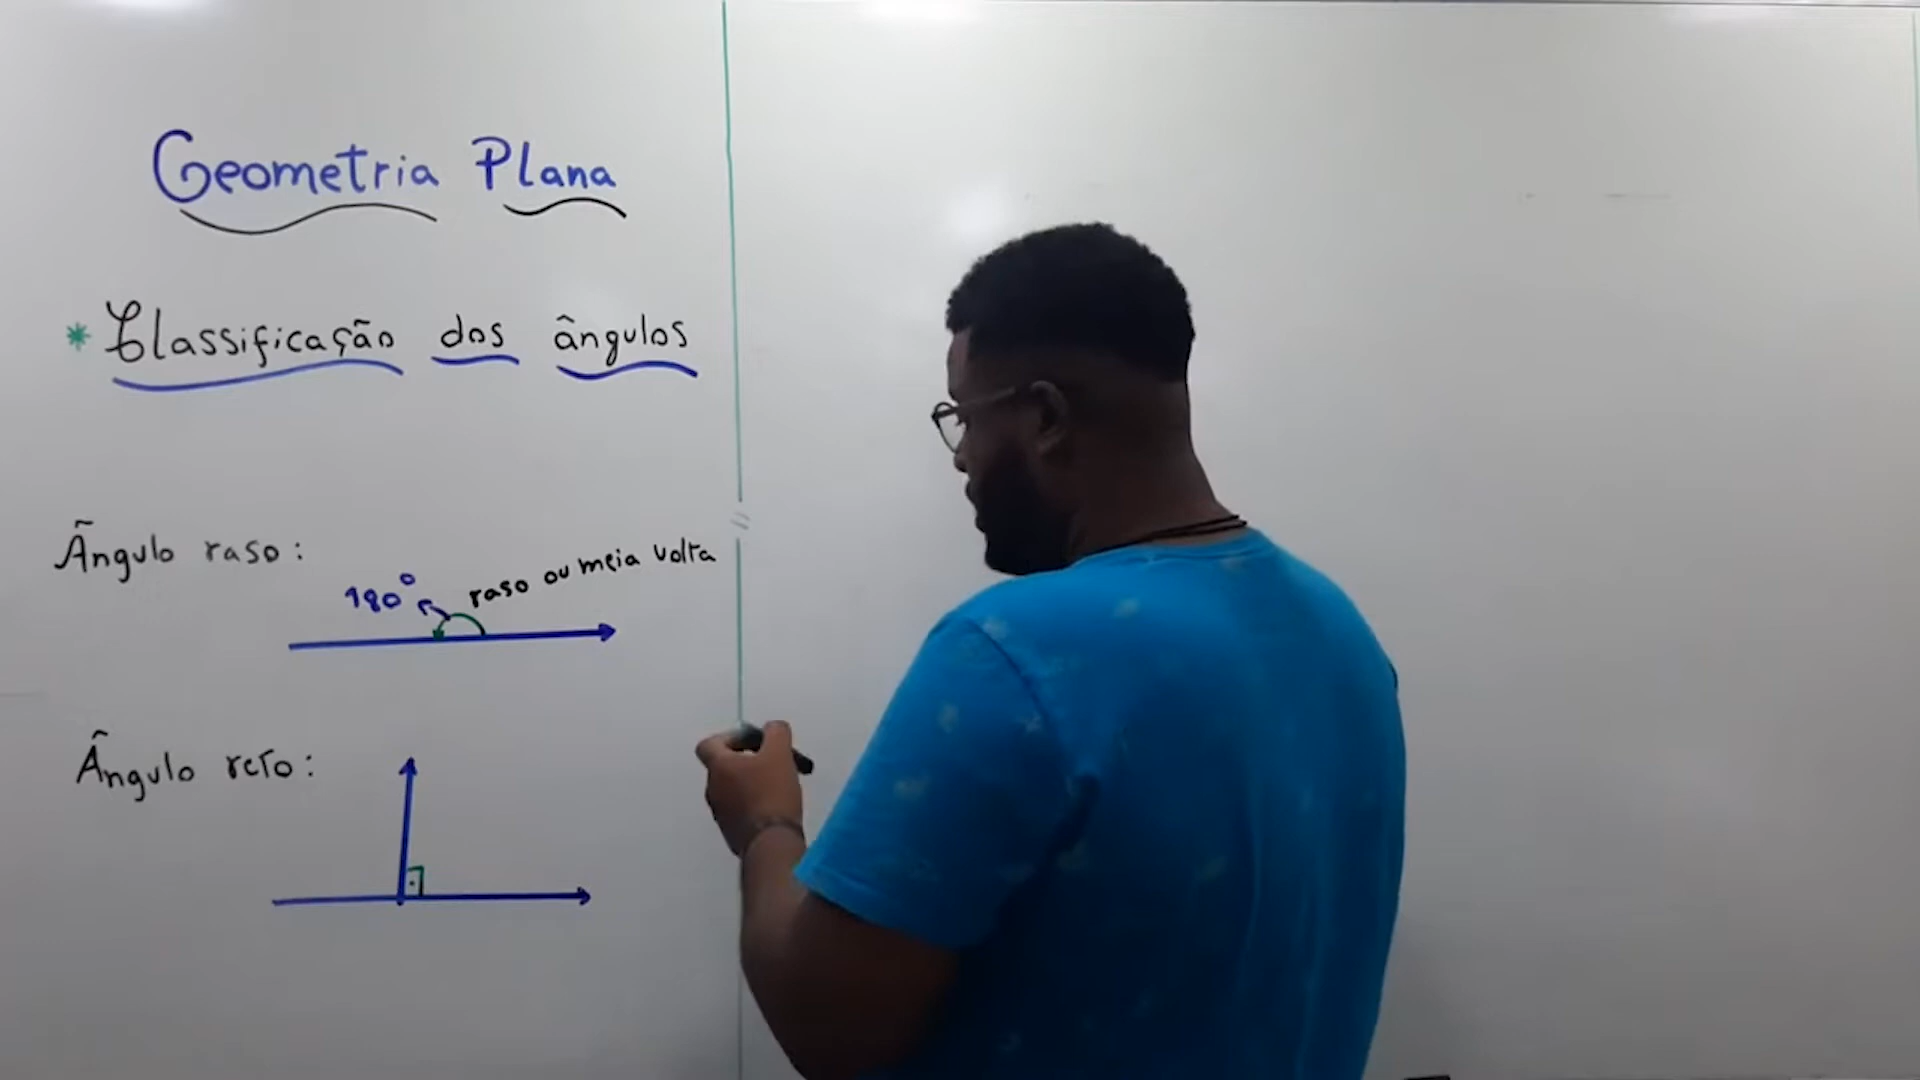 Geometria Plana
* Classificação dos ângulos
Ângulo raso:
180° raso ou meia volta
Ângulo reto: